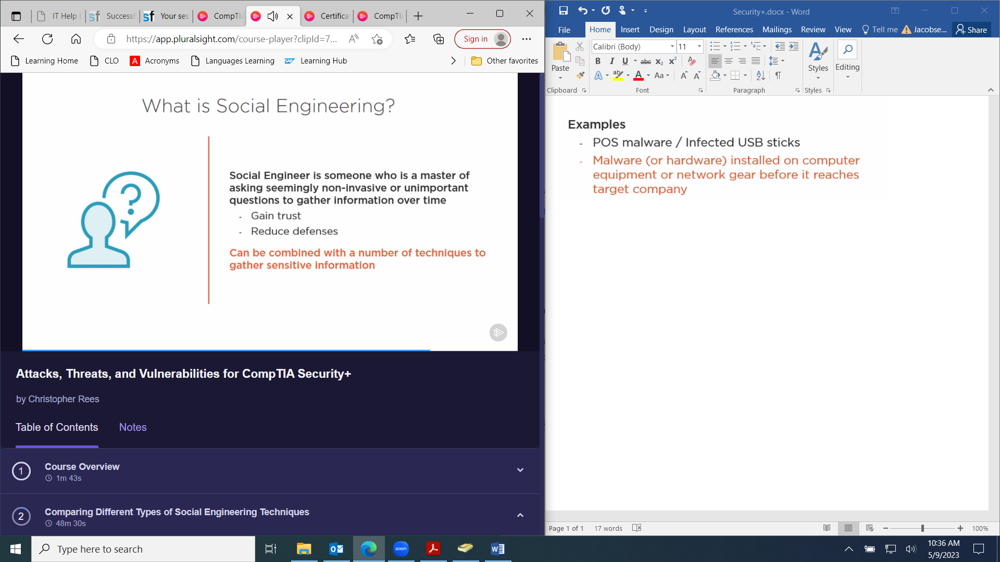 IT Help L
SuccessF
Your ses
CompTIA
Certifica
CompTIA
https://app.pluralsight.com/course-player?clipId=7...
Sign in
Learning Home
CLO
A Acronyms
Languages Learning
SAP Learning Hub
Other favorites
What is Social Engineering?
Social Engineer is someone who is a master of
asking seemingly non-invasive or unimportant
questions to gather information over time
- Gain trust
- Reduce defenses
Can be combined with a number of techniques to
gather sensitive information
Attacks, Threats, and Vulnerabilities for CompTIA Security+
by Christopher Rees
Table of Contents
Notes
1 Course Overview
1m 43s
2 Comparing Different Types of Social Engineering Techniques
48m 30s
Security+.docx - Word
File Home Insert Design Layout References Mailings Review View Tell me Jacobse... Share
Calibri (Body) 11
Paste
Clipboard
B I U abc X₂ X²
Aa
Font
Paragraph
Styles
Styles
Editing
Examples
- POS malware / Infected USB sticks
- Malware (or hardware) installed on computer
equipment or network gear before it reaches
target company
Page 1 of 1 17 words
100%
Type here to search
zoom
10:36 AM
5/9/2023